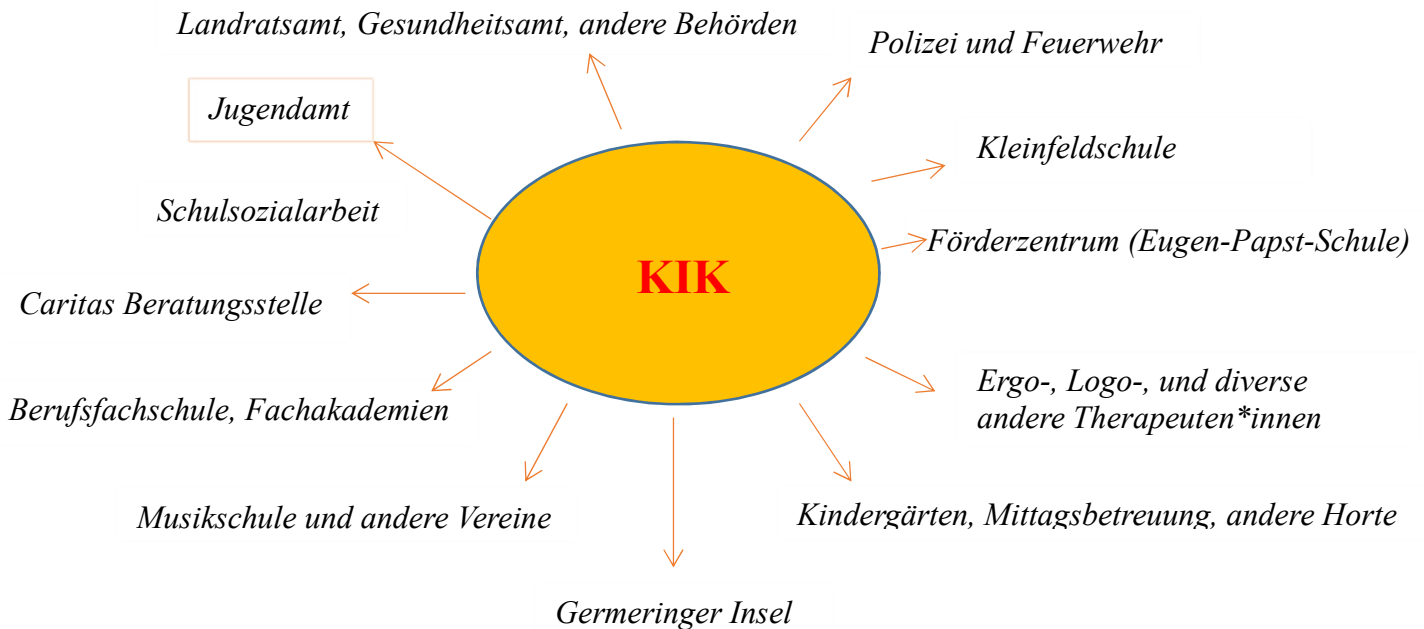 Landratsamt, Gesundheitsamt, andere Behörden
Polizei und Feuerwehr
Jugendamt
Kleinfeldschule
Schulsozialarbeit
Förderzentrum (Eugen-Papst-Schule)
KIK
Caritas Beratungsstelle
Ergo-, Logo-, und diverse
andere Therapeuten*innen
Berufsfachschule, Fachakademien
Musikschule und andere Vereine
Kindergärten, Mittagsbetreuung, andere Horte
Germeringer Insel